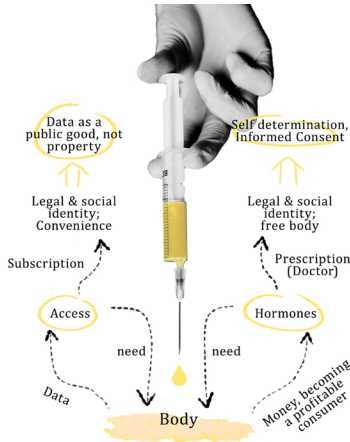 Data as a
public good, not
property
Self determination,
Informed Consent
Legal & social
identity;
Convenience
Legal & social
identity;
free body
Subscription
Prescription
(Doctor)
Access
Hormones
need
need
Data
Body
Money, becoming
a profitable
consumer